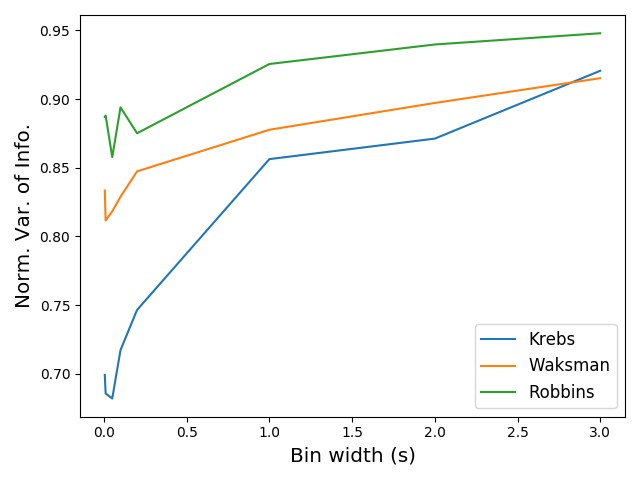 0.95
0.90
0.85
0.80
0.75
0.70
Norm. Var. of Info.
0.0 0.5 1.0 1.5 2.0 2.5 3.0
Bin width (s)
Krebs
Waksman
Robbins